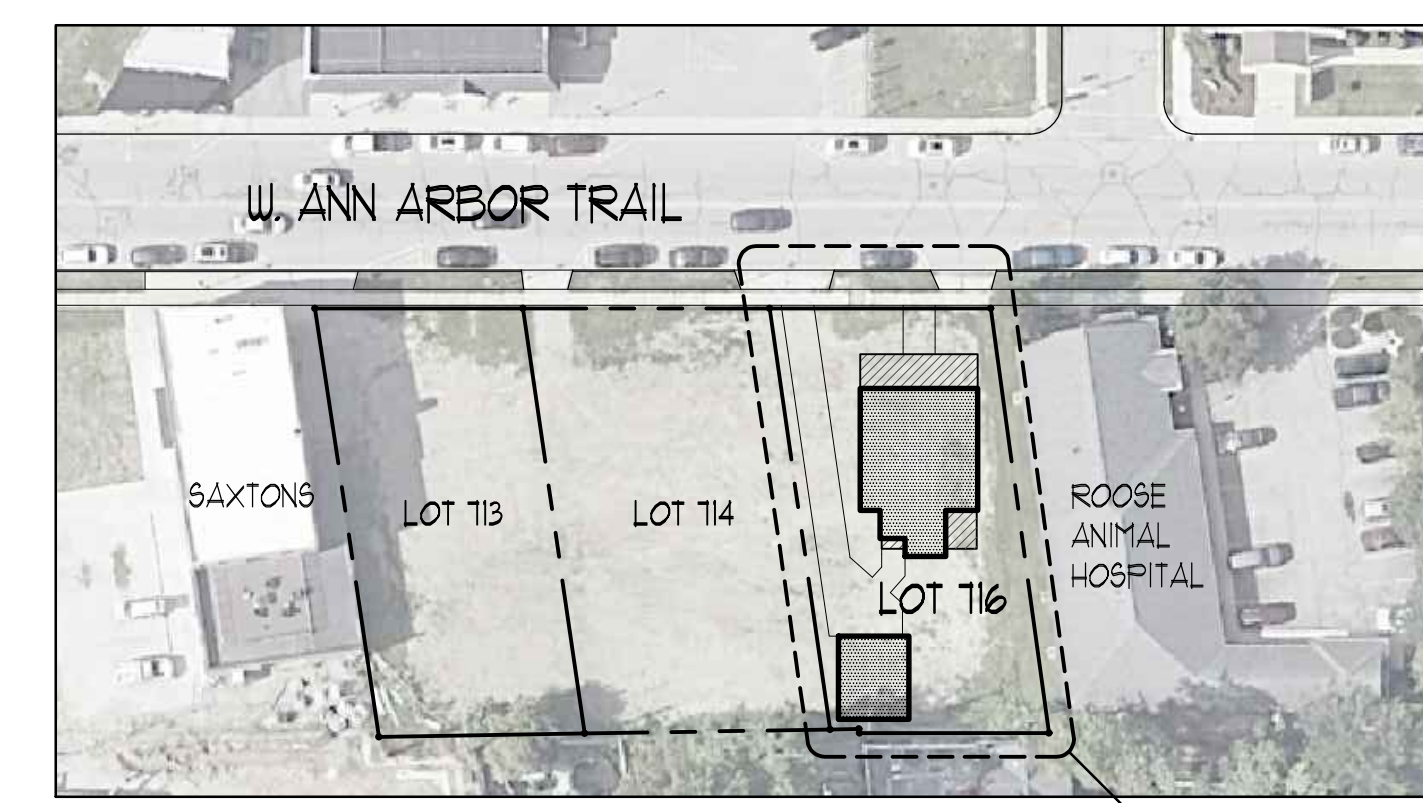 W. ANN ARBOR TRAIL
SAXTONS
LOT 713
LOT 714
LOT 716
ROOSE
ANIMAL
HOSPITAL